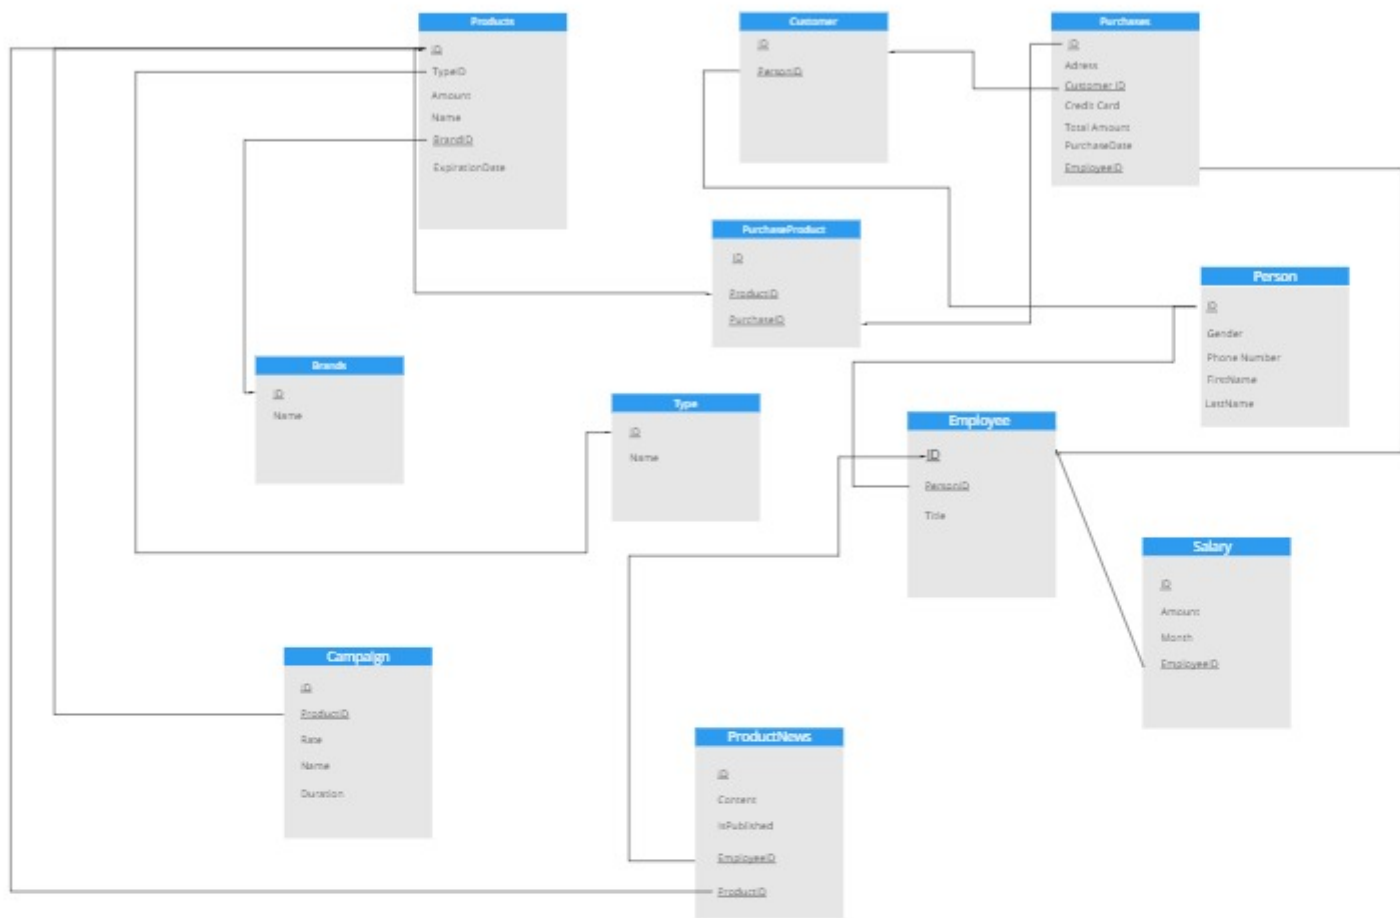 Products
ID
TypeID
Amount
Name
BrandID
ExpirationDate
Customer
ID
PersonID
Purchases
ID
Adress
Customer ID
Credit Card
Total Amount
PurchaseDate
EmployeeID
PurchaseProduct
ID
ProductID
PurchaseID
Person
ID
Gender
Phone Number
FirstName
LastName
Brands
ID
Name
Type
ID
Name
Employee
ID
PersonID
Title
Salary
ID
Amount
Month
EmployeeID
Campaign
ID
ProductID
Rate
Name
Duration
ProductNews
ID
Content
IsPublished
EmployeeID
ProductID